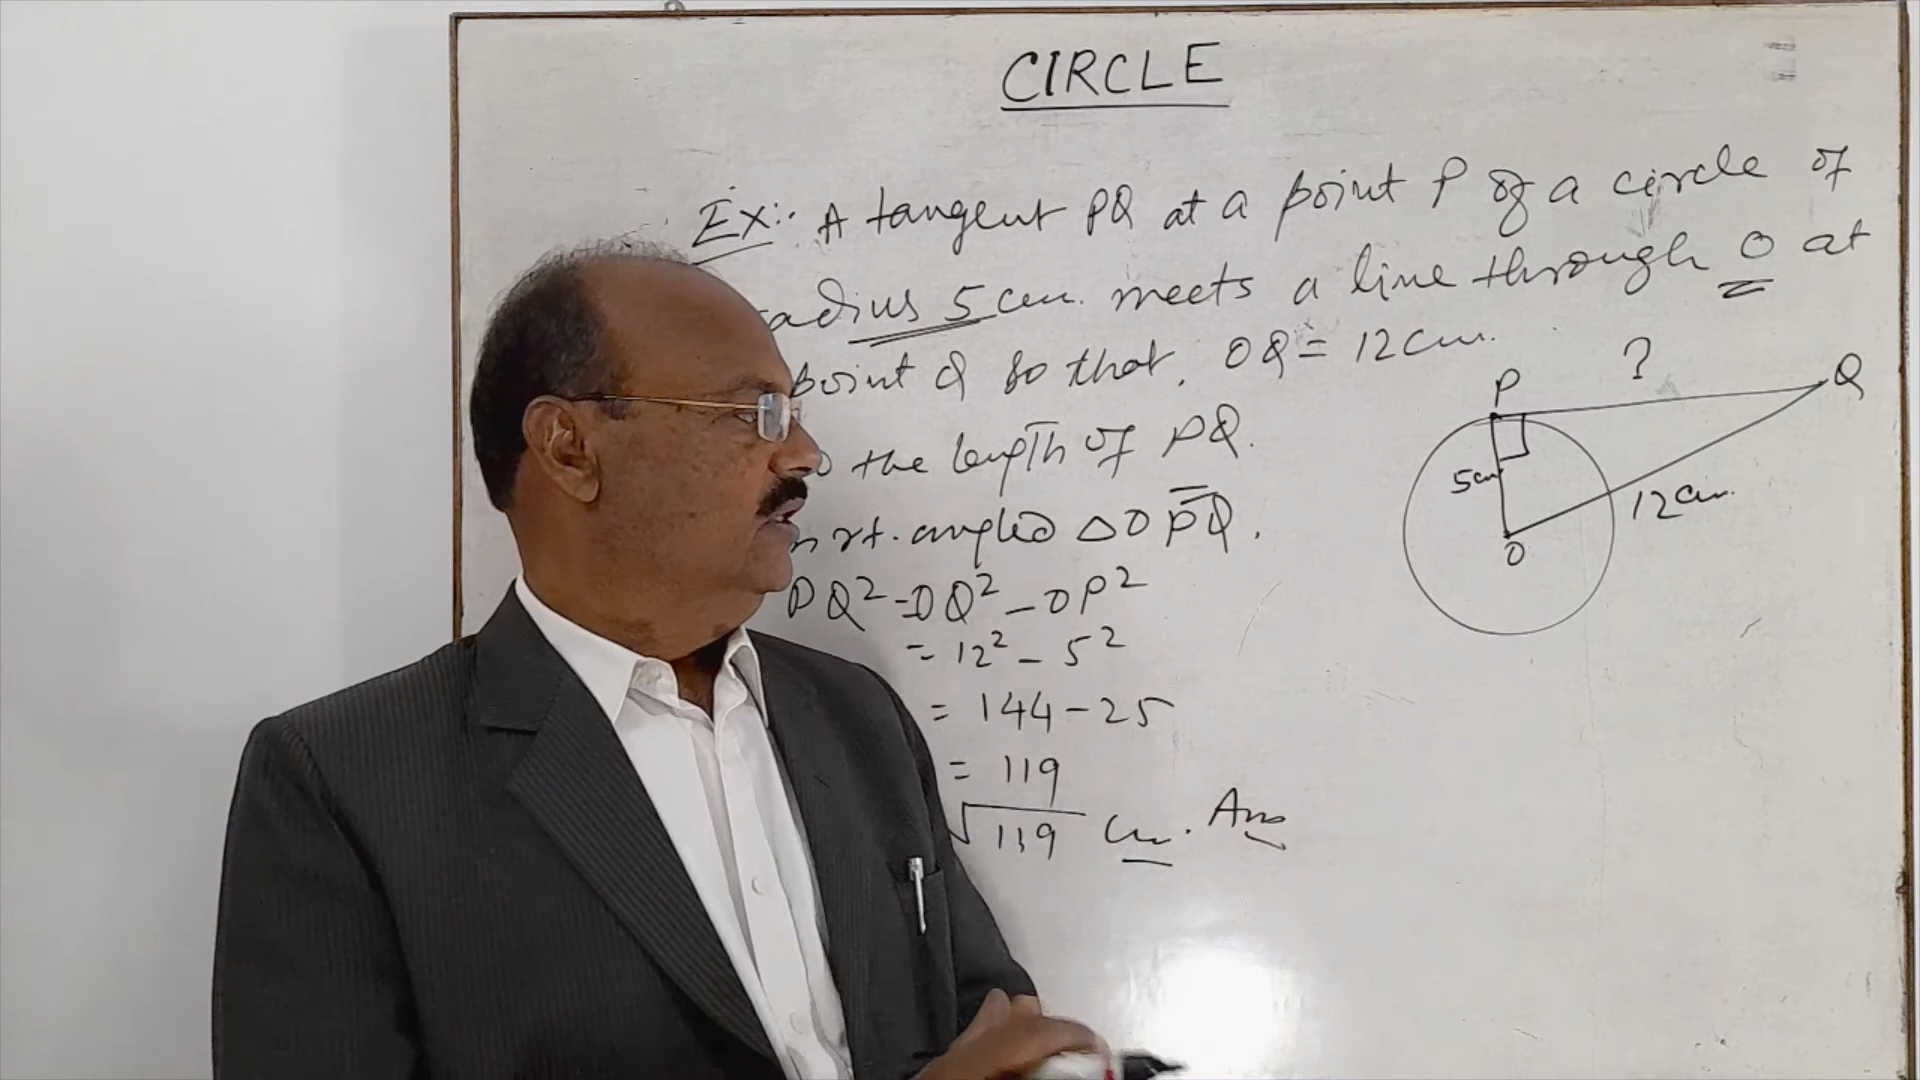 CIRCLE
Ex:- A tangent PQ at a point P of a circle of
adius 5 cm. meets a line through O at
point Q so that, OQ = 12 cm.
the length of PQ.
rt. angled △OPQ.
PQ² = OQ² - OP²
= 12² - 5²
= 144 - 25
= 119
√119 cm. Ans
?
P
Q
5cm
12 cm.
O